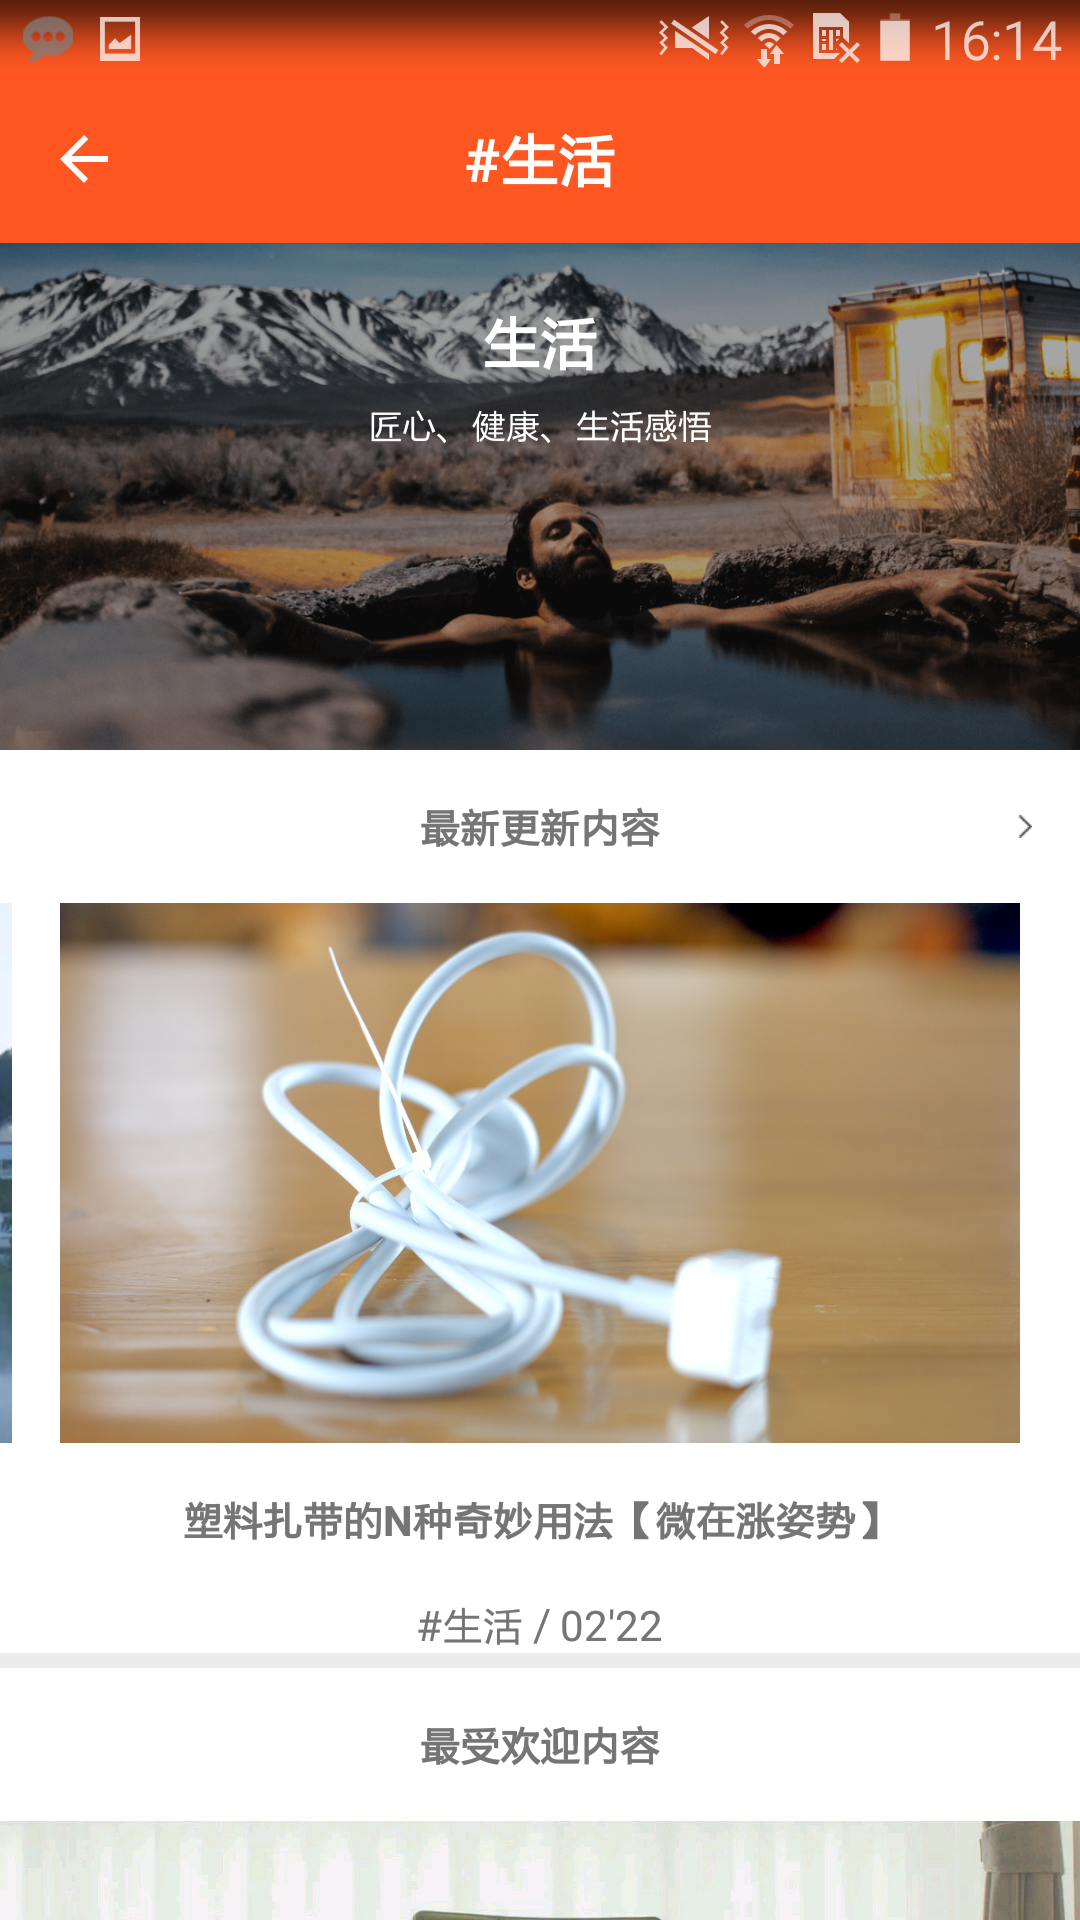 16:14
#生活
生活
匠心、健康、生活感悟
最新更新内容
塑料扎带的N种奇妙用法【微在涨姿势】
#生活 / 02'22
最受欢迎内容